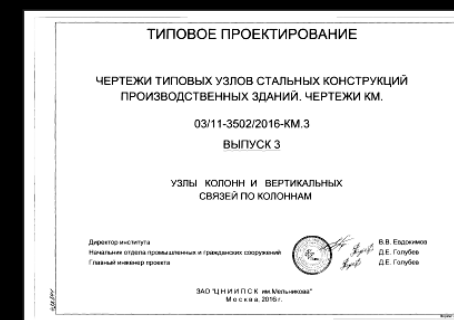 ТИПОВОЕ ПРОЕКТИРОВАНИЕ
ЧЕРТЕЖИ ТИПОВЫХ УЗЛОВ СТАЛЬНЫХ КОНСТРУКЦИЙ
ПРОИЗВОДСТВЕННЫХ ЗДАНИЙ. ЧЕРТЕЖИ КМ.
03/11-3502/2016-КМ.3
ВЫПУСК 3
УЗЛЫ КОЛОНН И ВЕРТИКАЛЬНЫХ
СВЯЗЕЙ ПО КОЛОННАМ
Директор института В.В. Евдокимов
Начальник отдела промышленных и гражданских сооружений Д.Е. Голубев
Главный инженер проекта Д.Е. Голубев
ЗАО "Ц Н И И П С К им.Мельникова"
М о с к в а, 2016 г.